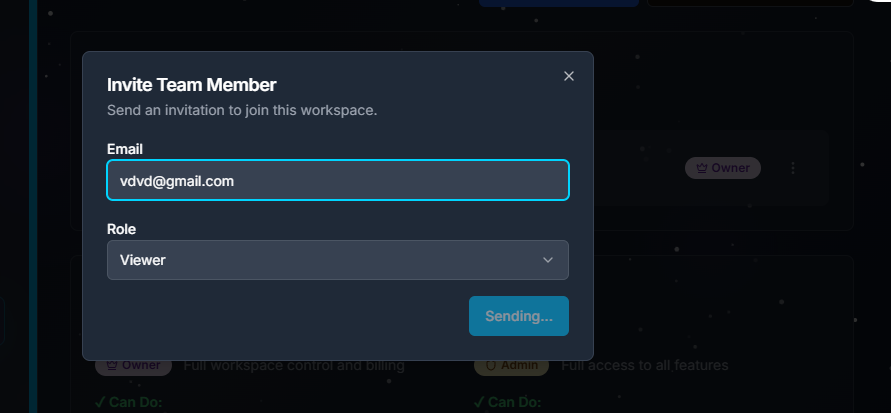 Invite Team Member
Send an invitation to join this workspace.
Email
vdvd@gmail.com
Owner
Role
Viewer
Sending...
Owner Full workspace control and billing
Admin Full access to all features
✓ Can Do:
✓ Can Do: